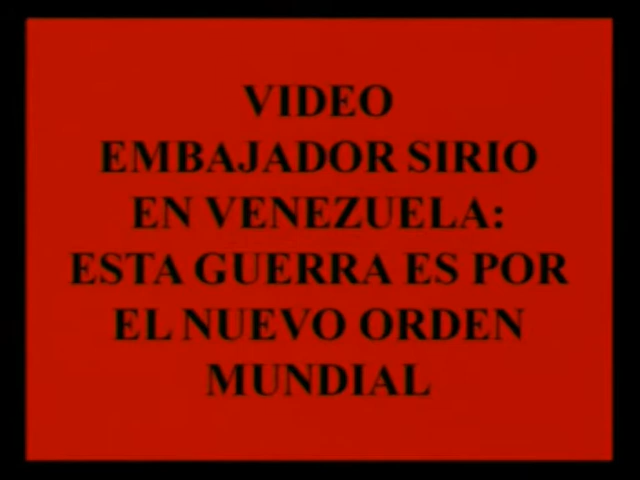 VIDEO
EMBAJADOR SIRIO
EN VENEZUELA:
ESTA GUERRA ES POR
EL NUEVO ORDEN
MUNDIAL